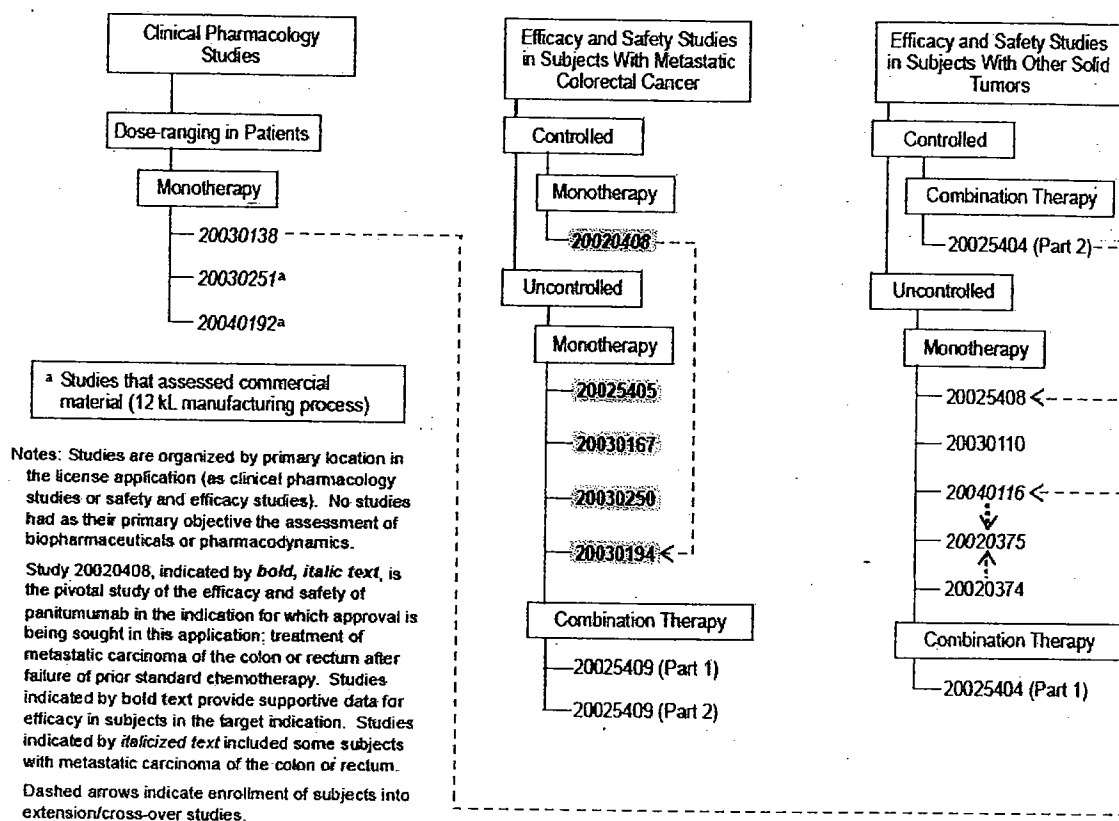 Clinical Pharmacology
Studies
Dose-ranging in Patients
Monotherapy
20030138
20030251a
20040192a
a Studies that assessed commercial
material (12 kL manufacturing process)
Notes: Studies are organized by primary location in
the license application (as clinical pharmacology
studies or safety and efficacy studies). No studies
had as their primary objective the assessment of
biopharmaceuticals or pharmacodynamics.
Study 20020408, indicated by bold, italic text, is
the pivotal study of the efficacy and safety of
panitumumab in the indication for which approval is
being sought in this application: treatment of
metastatic carcinoma of the colon or rectum after
failure of prior standard chemotherapy. Studies
indicated by bold text provide supportive data for
efficacy in subjects in the target indication. Studies
indicated by italicized text included some subjects
with metastatic carcinoma of the colon or rectum.
Dashed arrows indicate enrollment of subjects into
extension/cross-over studies.
Efficacy and Safety Studies
in Subjects With Metastatic
Colorectal Cancer
Controlled
Monotherapy
20020408
Uncontrolled
Monotherapy
20025405
20030167
20030250
20030194
Combination Therapy
20025409 (Part 1)
20025409 (Part 2)
Efficacy and Safety Studies
in Subjects With Other Solid
Tumors
Controlled
Combination Therapy
20025404 (Part 2)
Uncontrolled
Monotherapy
20025408
20030110
20040116
20020375
20020374
Combination Therapy
20025404 (Part 1)